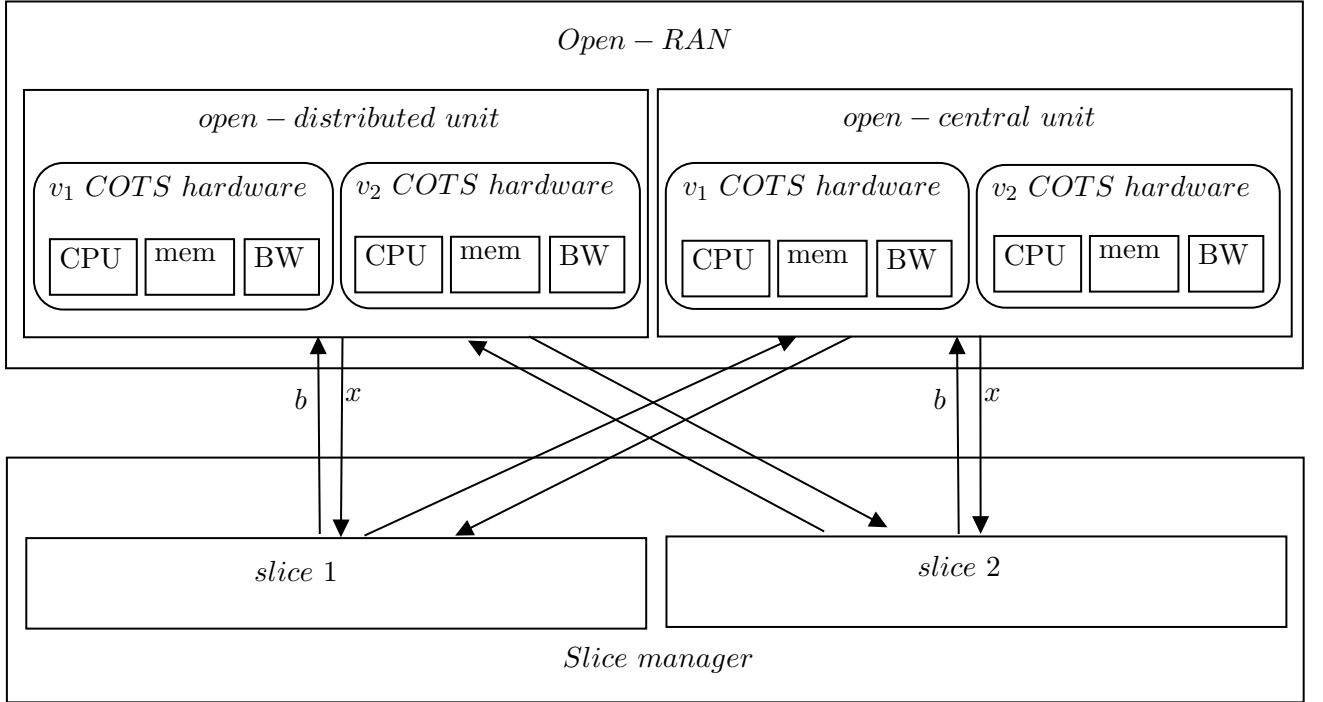 Open − RAN
open − distributed unit
open − central unit
v₁ COTS hardware
v₂ COTS hardware
v₁ COTS hardware
v₂ COTS hardware
CPU mem BW
CPU mem BW
CPU mem BW
CPU mem BW
b x
b x
slice 1
slice 2
Slice manager